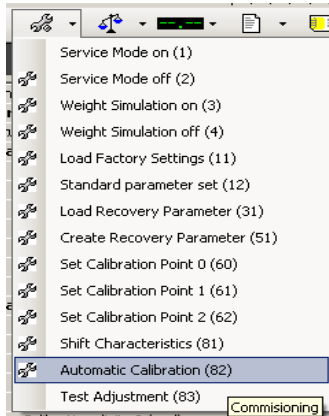 --.--
Service Mode on (1)
Service Mode off (2)
Weight Simulation on (3)
Weight Simulation off (4)
Load Factory Settings (11)
Standard parameter set (12)
Load Recovery Parameter (31)
Create Recovery Parameter (51)
Set Calibration Point 0 (60)
Set Calibration Point 1 (61)
Set Calibration Point 2 (62)
Shift Characteristics (81)
Automatic Calibration (82)
Test Adjustment (83)
Commisioning